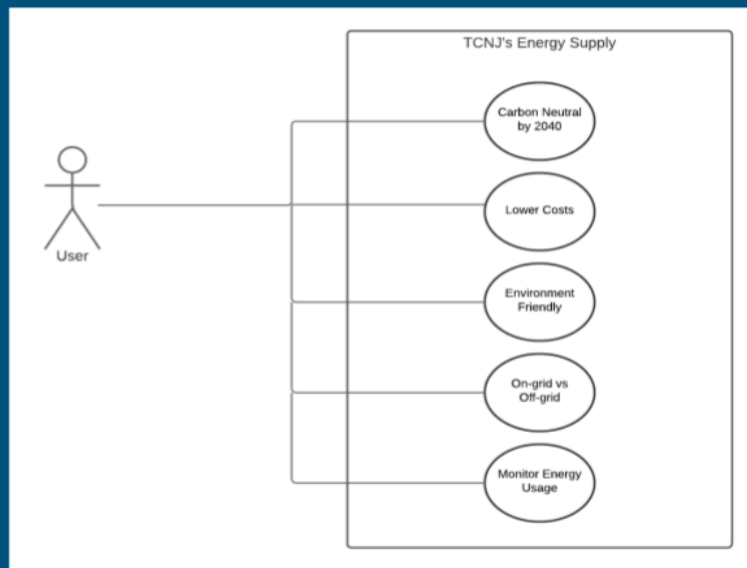 TCNJ's Energy Supply
Carbon Neutral
by 2040
Lower Costs
User
Environment
Friendly
On-grid vs
Off-grid
Monitor Energy
Usage